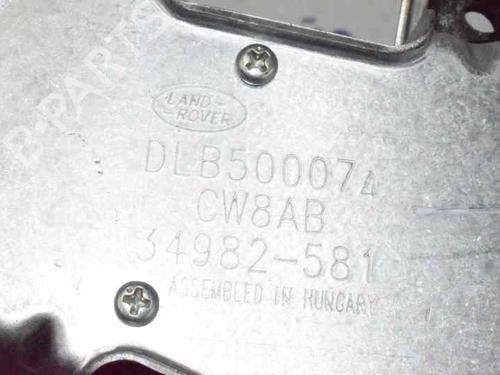 B-PARTS
LAND
ROVER
DLB500074
CW8AB
34982-581
ASSEMBLED IN HUNGARY